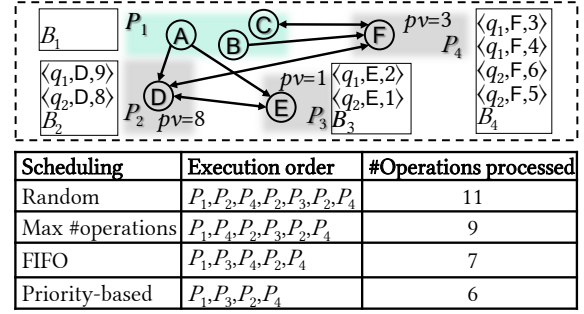 B₁
P₁
A
B
C
F
pv=3
P₄
⟨q₁,F,3⟩
⟨q₁,F,4⟩
⟨q₂,F,6⟩
⟨q₂,F,5⟩
B₄
⟨q₁,D,9⟩
⟨q₂,D,8⟩
B₂
P₂
D
pv=8
E
pv=1
P₃
⟨q₁,E,2⟩
⟨q₂,E,1⟩
B₃
Scheduling Execution order #Operations processed
Random P₁,P₂,P₄,P₂,P₃,P₂,P₄ 11
Max #operations P₁,P₄,P₂,P₃,P₂,P₄ 9
FIFO P₁,P₃,P₄,P₂,P₄ 7
Priority-based P₁,P₃,P₂,P₄ 6